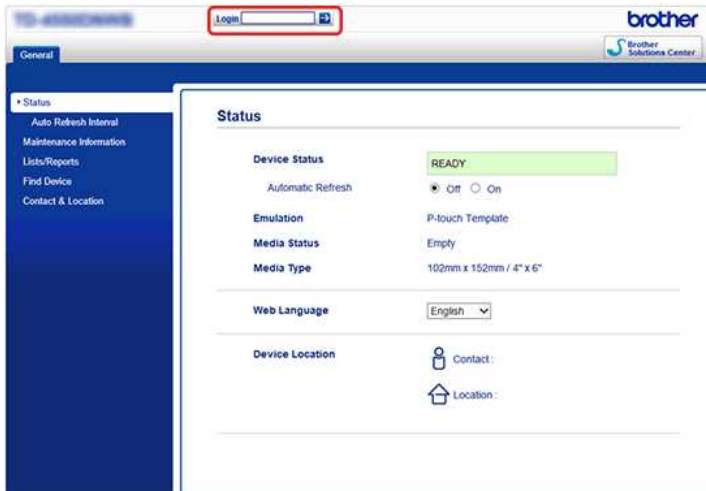 Login
brother
Brother
Solutions Center
General
Status
Auto Refresh Interval
Maintenance Information
Lists/Reports
Find Device
Contact & Location
Status
Device Status READY
Automatic Refresh Off On
Emulation P-touch Template
Media Status Empty
Media Type 102mm x 152mm / 4" x 6"
Web Language English
Device Location Contact :
Location :